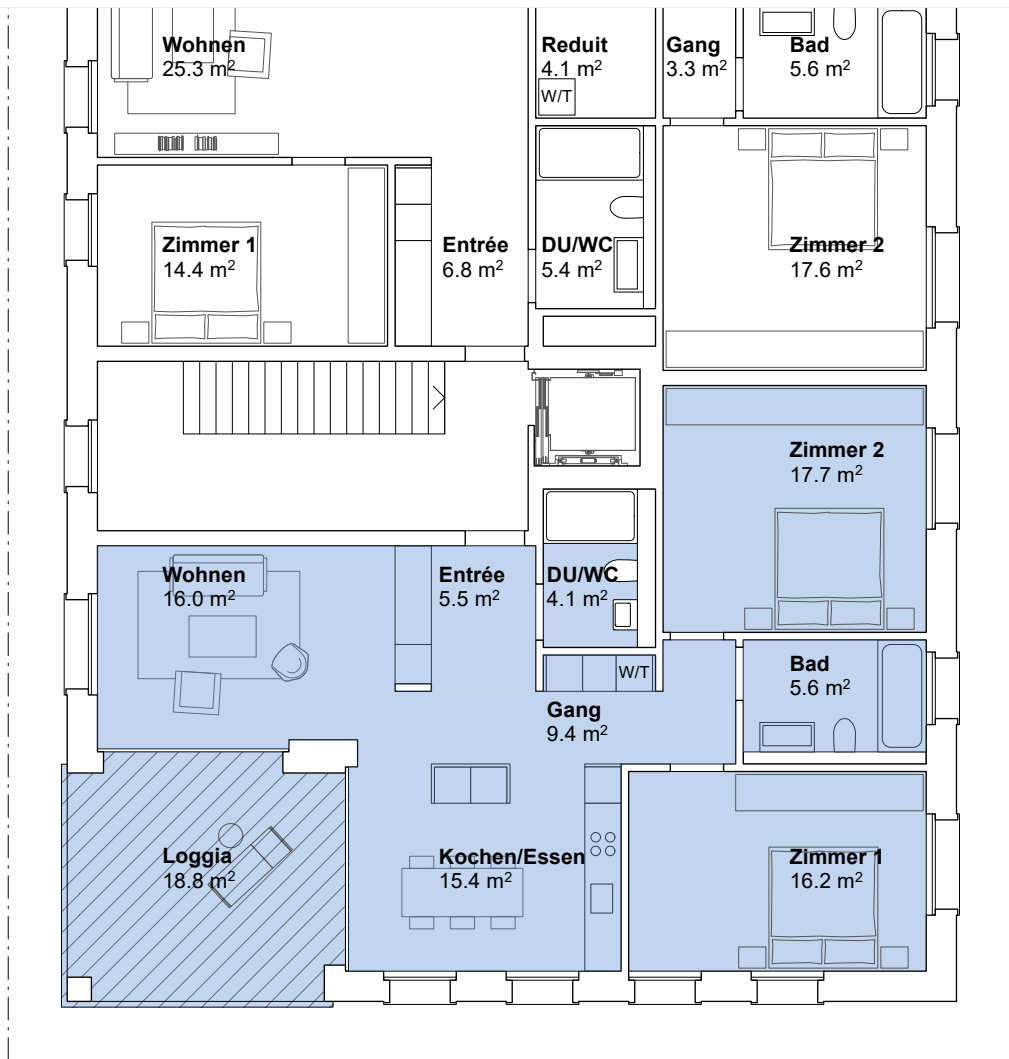 Wohnen
25.3 m²
Reduit
4.1 m²
W/T
Gang
3.3 m²
Bad
5.6 m²
Zimmer 1
14.4 m²
Entrée
6.8 m²
DU/WC
5.4 m²
Zimmer 2
17.6 m²
Zimmer 2
17.7 m²
Wohnen
16.0 m²
Entrée
5.5 m²
DU/WC
4.1 m²
W/T
Bad
5.6 m²
Gang
9.4 m²
Loggia
18.8 m²
Kochen/Essen
15.4 m²
Zimmer 1
16.2 m²